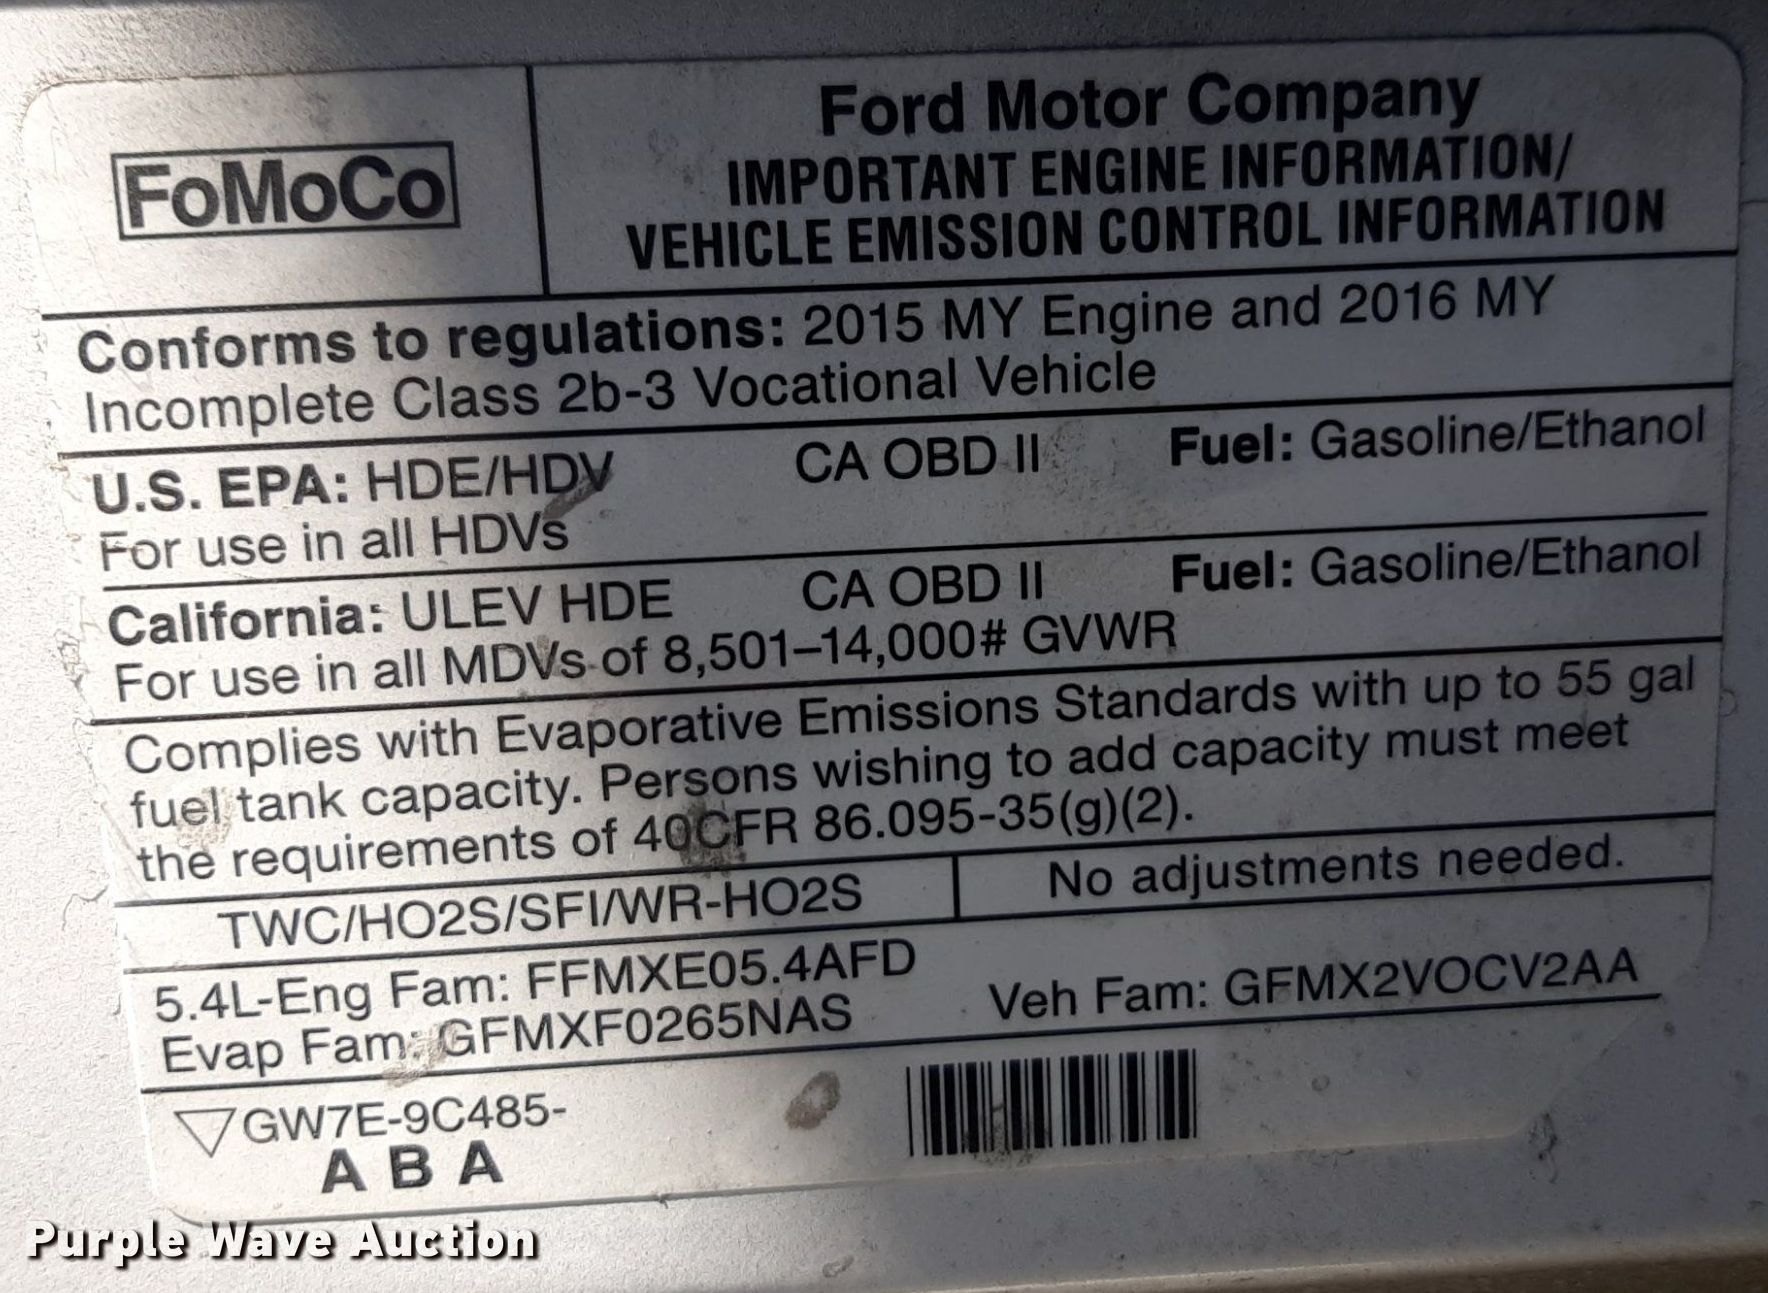 FoMoCo
Ford Motor Company
IMPORTANT ENGINE INFORMATION/
VEHICLE EMISSION CONTROL INFORMATION
Conforms to regulations: 2015 MY Engine and 2016 MY
Incomplete Class 2b-3 Vocational Vehicle
U.S. EPA: HDE/HDV CA OBD II Fuel: Gasoline/Ethanol
For use in all HDVs
California: ULEV HDE CA OBD II Fuel: Gasoline/Ethanol
For use in all MDVs of 8,501–14,000# GVWR
Complies with Evaporative Emissions Standards with up to 55 gal
fuel tank capacity. Persons wishing to add capacity must meet
the requirements of 40CFR 86.095-35(g)(2).
TWC/HO2S/SFI/WR-HO2S No adjustments needed.
5.4L-Eng Fam: FFMXE05.4AFD
Evap Fam: GFMXF0265NAS Veh Fam: GFMX2VOCV2AA
GW7E-9C485-
A B A
Purple Wave Auction